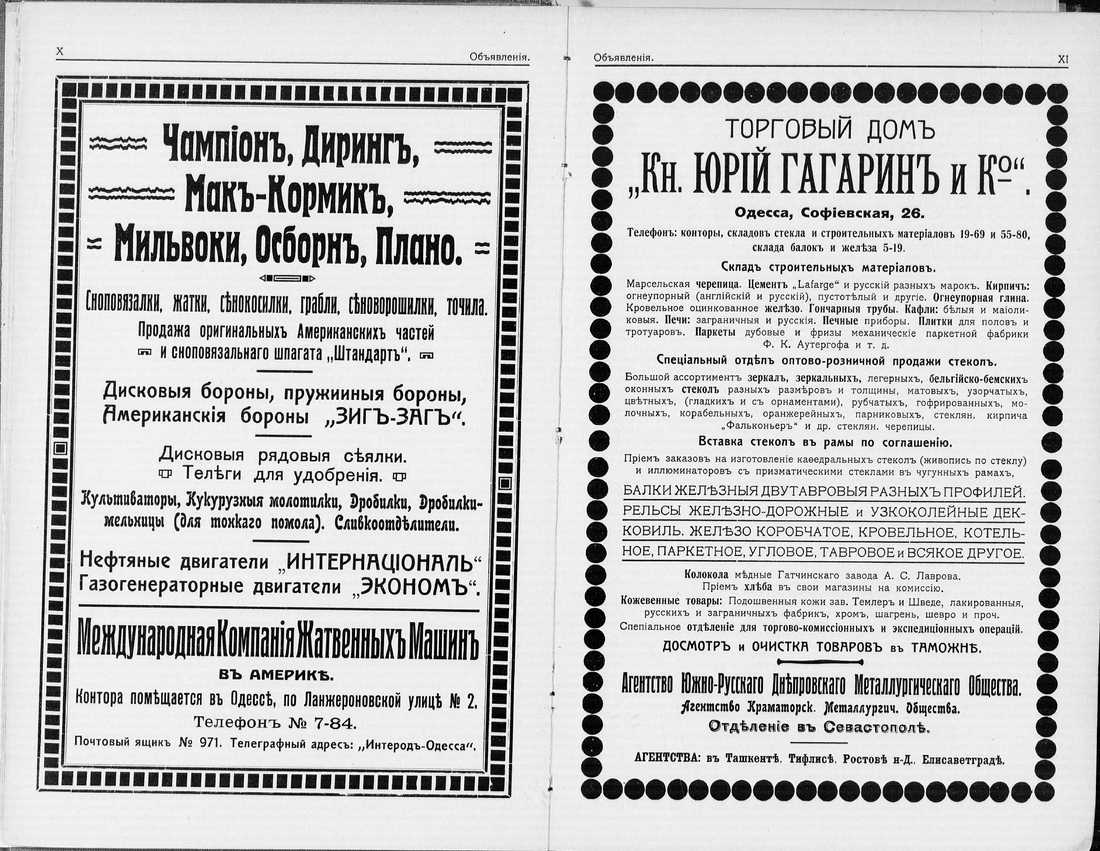 X
Объявленія.
Чампіонъ, Дирингъ,
Макъ-Кормикъ,
Мильвоки, Осборнъ, Плано.
Сноповязалки, жатки, сѣнокосилки, грабли, сѣноворошилки, точила.
Продажа оригинальныхъ Американскихъ частей
и сноповязальнаго шпагата „Штандартъ“.
Дисковыя бороны, пружиныя бороны,
Американскія бороны „ЗИГЪ-ЗАГЪ“.
Дисковыя рядовыя сѣялки.
Телѣги для удобренія.
Культиваторы, Кукурузныя молотилки, Дробилки, Дробилки-
мельницы (для тонкаго помола). Сливкоотдѣлители.
Нефтяные двигатели „ИНТЕРНАЦІОНАЛЬ“
Газогенераторные двигатели „ЭКОНОМЪ“.
Международная Компанія Жатвенныхъ Машинъ
ВЪ АМЕРИКѢ.
Контора помѣщается въ Одессѣ, по Ланжероновской улицѣ № 2.
Телефонъ № 7-84.
Почтовый ящикъ № 971. Телеграфный адресъ: „Интеродъ-Одесса“.
Объявленія.
XI
ТОРГОВЫЙ ДОМЪ
„Кн. ЮРІЙ ГАГАРИНЪ и Ко“.
Одесса, Софіевская, 26.
Телефонъ: конторы, складовъ стекла и строительныхъ матеріаловъ 19-69 и 55-80,
склада балокъ и желѣза 5-19.
Складъ строительныхъ матеріаловъ.
Марсельская черепица. Цементъ „Lafarge“ и русскій разныхъ марокъ. Кирпичъ:
огнеупорный (англійскій и русскій), пустотѣлый и другіе. Огнеупорная глина.
Кровельное оцинкованное желѣзо. Гончарныя трубы. Кафли: бѣлыя и маіоли-
ковыя. Печи: заграничныя и русскія. Печные приборы. Плитки для половъ и
тротуаровъ. Паркеты дубовые и фризы механическіе паркетной фабрики
Ф. К. Аутергофа и т. д.
Спеціальный отдѣлъ оптово-розничной продажи стеколъ.
Большой ассортиментъ зеркалъ, зеркальныхъ, легерныхъ, бельгійско-бемскихъ
оконныхъ стеколъ разныхъ размѣровъ и толщины, матовыхъ, узорчатыхъ,
цвѣтныхъ, (гладкихъ и съ орнаментами), рубчатыхъ, гофрированныхъ, мо-
лочныхъ, корабельныхъ, оранжерейныхъ, парниковыхъ, стеклян. кирпича
„Фальконьеръ“ и др. стеклян. черепицы.
Вставка стеколъ въ рамы по соглашенію.
Пріемъ заказовъ на изготовленіе каѳедральныхъ стеколъ (живопись по стеклу)
и иллюминаторовъ съ призматическими стеклами въ чугунныхъ рамахъ,
БАЛКИ ЖЕЛѢЗНЫЯ ДВУТАВРОВЫЯ РАЗНЫХЪ ПРОФИЛЕЙ.
РЕЛЬСЫ ЖЕЛѢЗНО-ДОРОЖНЫЕ и УЗКОКОЛЕЙНЫЕ ДЕК-
КОВИЛЬ. ЖЕЛѢЗО КОРОБЧАТОЕ, КРОВЕЛЬНОЕ, КОТЕЛЬ-
НОЕ, ПАРКЕТНОЕ, УГЛОВОЕ, ТАВРОВОЕ и ВСЯКОЕ ДРУГОЕ.
Колокола мѣдные Гатчинскаго завода А. С. Лаврова.
Пріемъ хлѣба въ свои магазины на комиссію.
Кожевенные товары: Подошвенныя кожи зав. Темлеръ и Шведе, лакированныя,
русскихъ и заграничныхъ фабрикъ, хромъ, шагрень, шевро и проч.
Спеціальное отдѣленіе для торгово-комиссіонныхъ и экспедиціонныхъ операцій.
ДОСМОТРЪ и ОЧИСТКА ТОВАРОВЪ въ ТАМОЖНѢ.
Агентство Южно-Русскаго Днѣпровскаго Металлургическаго Общества.
Агентство Краматорск. Металлургич. Общества.
Отдѣленіе въ Севастополѣ.
АГЕНТСТВА: въ Ташкентѣ, Тифлисѣ, Ростовѣ н-Д., Елисаветградѣ.